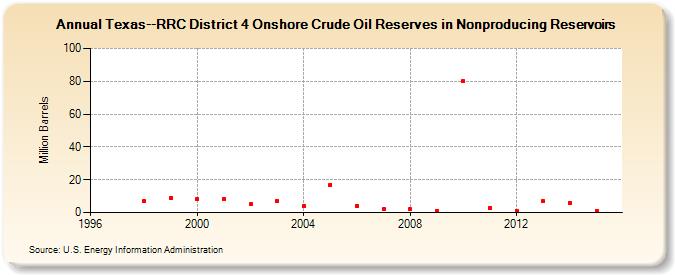 Annual Texas--RRC District 4 Onshore Crude Oil Reserves in Nonproducing Reservoirs
Million Barrels
100
80
60
40
20
0
1996 2000 2004 2008 2012
Source: U.S. Energy Information Administration